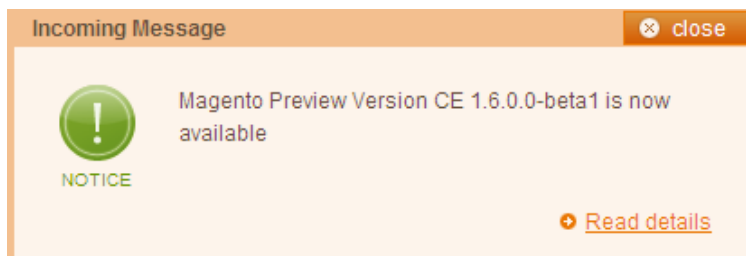 Incoming Message
close
Magento Preview Version CE 1.6.0.0-beta1 is now
available
NOTICE
Read details